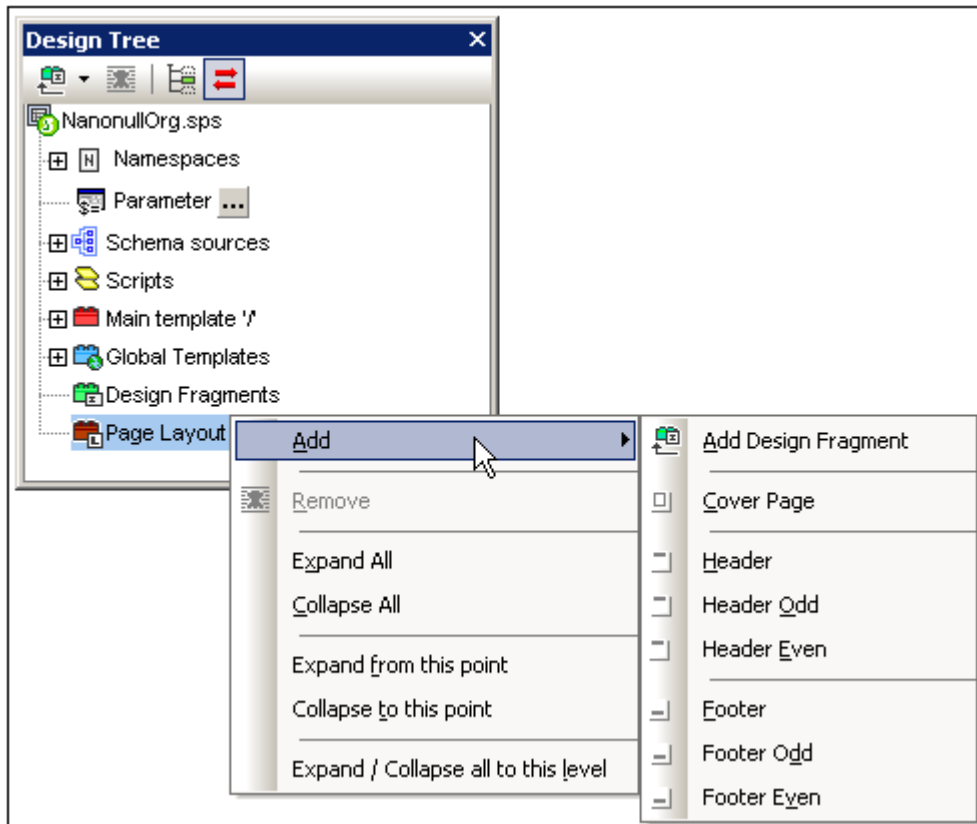 Design Tree
NanonullOrg.sps
Namespaces
Parameter ...
Schema sources
Scripts
Main template '/'
Global Templates
Design Fragments
Page Layout
Add
Remove
Expand All
Collapse All
Expand from this point
Collapse to this point
Expand / Collapse all to this level
Add Design Fragment
Cover Page
Header
Header Odd
Header Even
Footer
Footer Odd
Footer Even